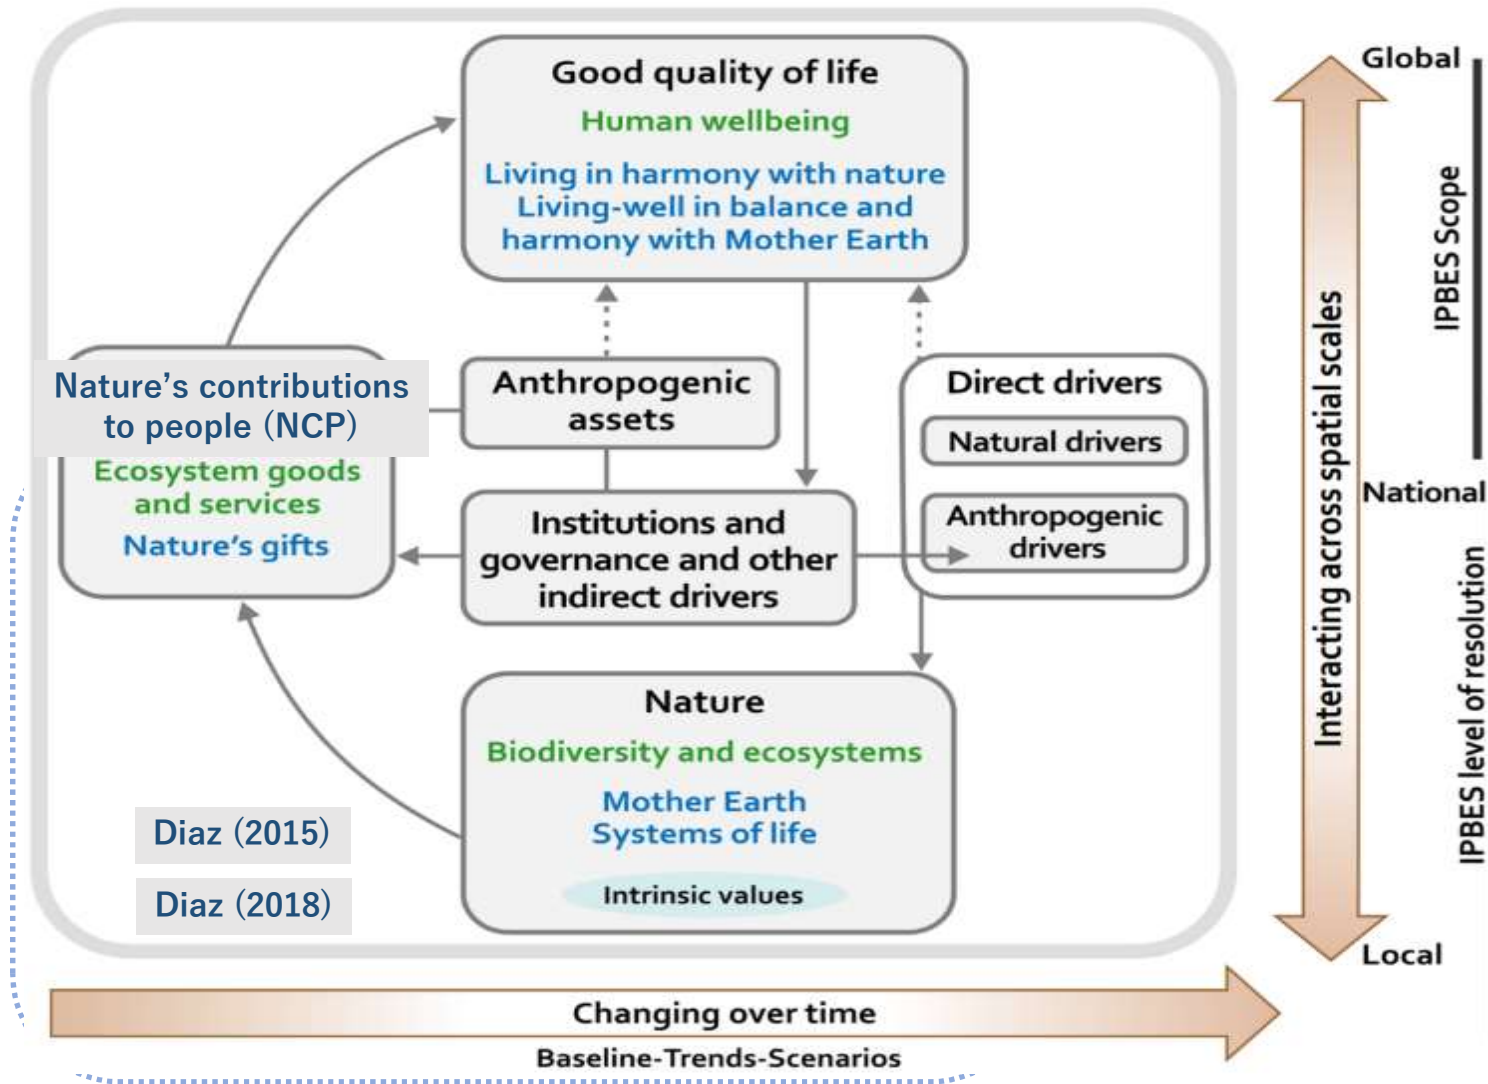 Good quality of life
Human wellbeing
Living in harmony with nature
Living-well in balance and
harmony with Mother Earth
Nature’s contributions
to people (NCP)
Ecosystem goods
and services
Nature’s gifts
Anthropogenic
assets
Institutions and
governance and other
indirect drivers
Direct drivers
Natural drivers
Anthropogenic
drivers
Nature
Biodiversity and ecosystems
Mother Earth
Systems of life
Intrinsic values
Diaz (2015)
Diaz (2018)
Changing over time
Baseline-Trends-Scenarios
Interacting across spatial scales
Global
National
Local
IPBES Scope
IPBES level of resolution